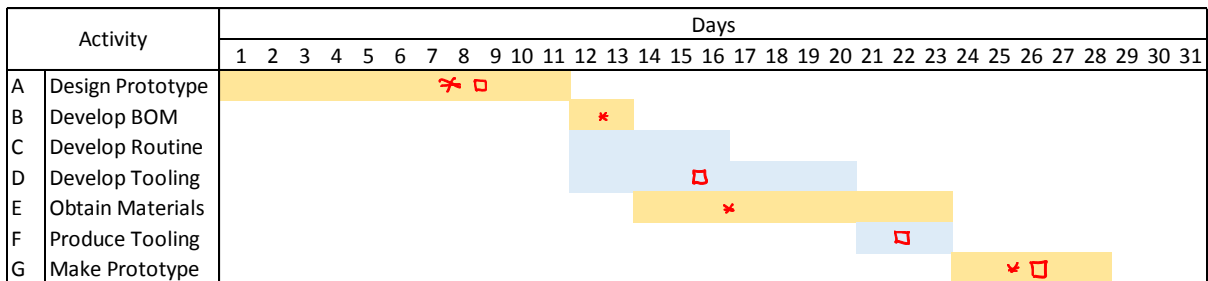 Activity Days
1 2 3 4 5 6 7 8 9 10 11 12 13 14 15 16 17 18 19 20 21 22 23 24 25 26 27 28 29 30 31
A Design Prototype
B Develop BOM
C Develop Routine
D Develop Tooling
E Obtain Materials
F Produce Tooling
G Make Prototype